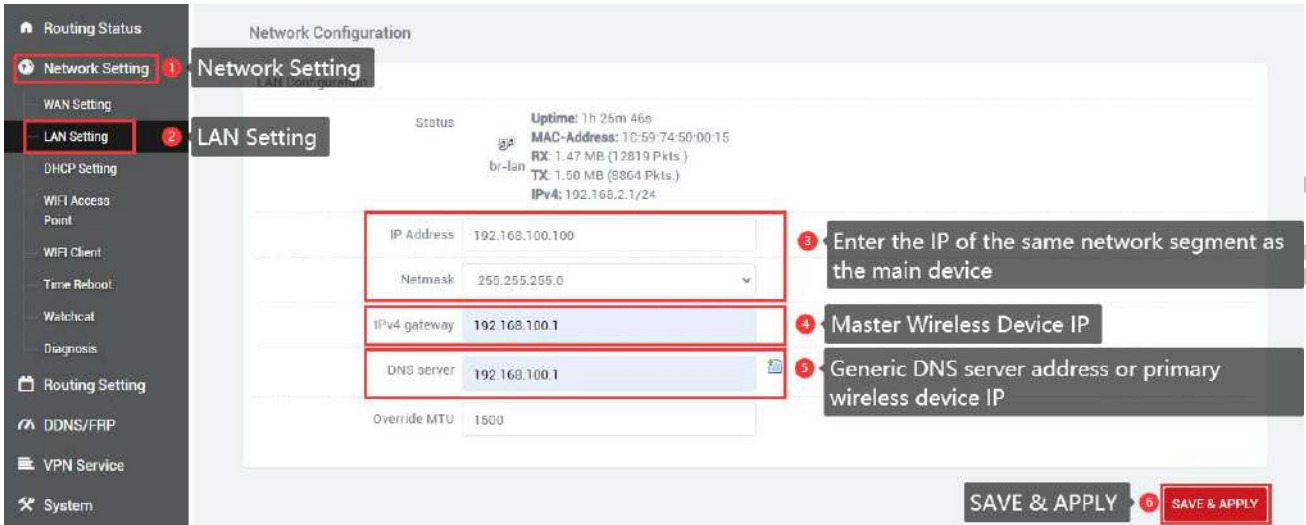 Routing Status
Network Configuration
Network Setting
1
Network Setting
LAN Configuration
WAN Setting
LAN Setting
2
LAN Setting
DHCP Setting
WIFI Access
Point
WIFI Client
Time Reboot
Watchcat
Diagnosis
Routing Setting
DDNS/FRP
VPN Service
System
Status
br-lan
Uptime: 1h 25m 46s
MAC-Address: 10:59:74:50:00:15
RX: 1.47 MB (12819 Pkts.)
TX: 1.50 MB (8864 Pkts.)
IPv4: 192.168.2.1/24
IP Address 192.168.100.100
Netmask 255.255.255.0
3 Enter the IP of the same network segment as
the main device
IPv4 gateway 192.168.100.1
4 Master Wireless Device IP
DNS server 192.168.100.1
5 Generic DNS server address or primary
wireless device IP
Override MTU 1500
SAVE & APPLY 6 SAVE & APPLY